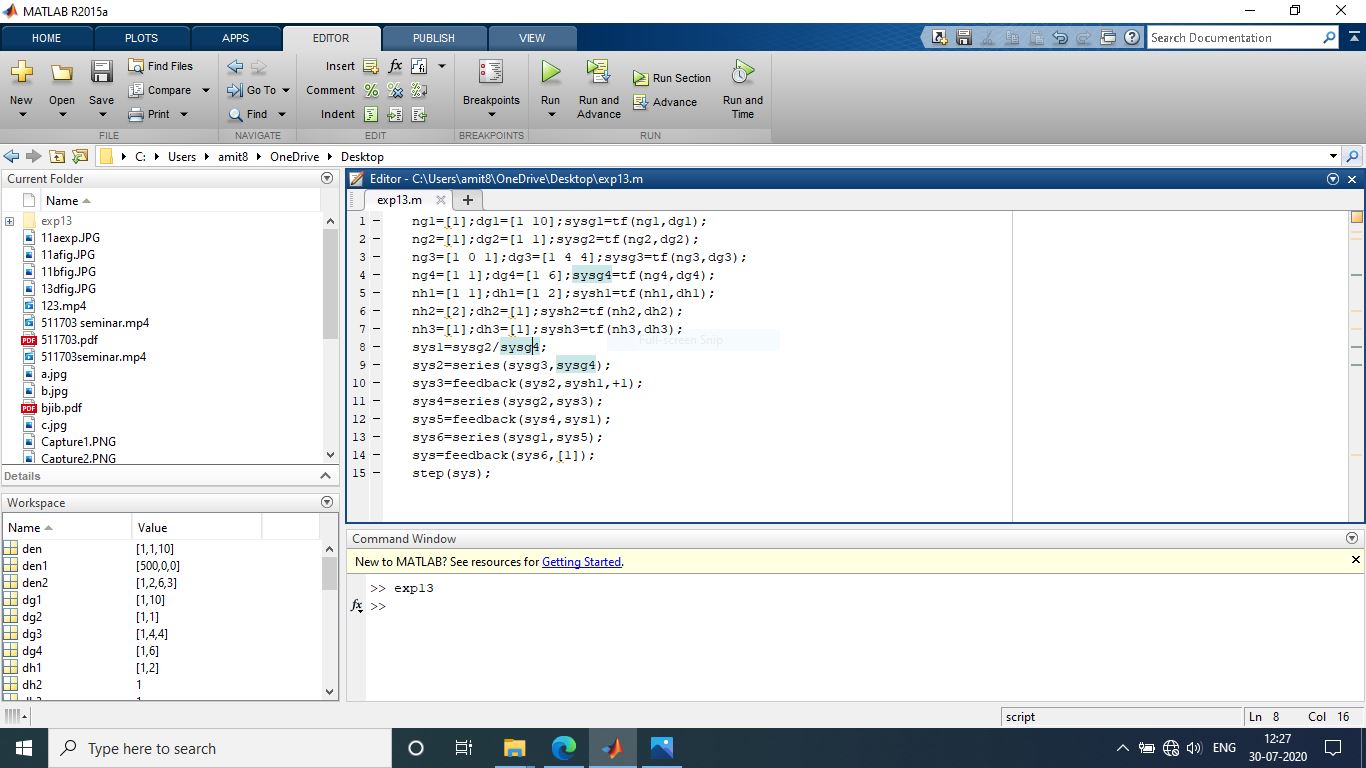 MATLAB R2015a
HOME PLOTS APPS EDITOR PUBLISH VIEW
Search Documentation
New Open Save Find Files Compare Print
Go To Find
Insert fx
Comment
Indent
Breakpoints
Run Run and Advance Run Section Advance Run and Time
FILE NAVIGATE EDIT BREAKPOINTS RUN
C: Users amit8 OneDrive Desktop
Current Folder
Name
exp13
11aexp.JPG
11afig.JPG
11bfig.JPG
13dfig.JPG
123.mp4
511703 seminar.mp4
511703.pdf
511703seminar.mp4
a.jpg
b.jpg
bjib.pdf
c.jpg
Capture1.PNG
Capture2.PNG
Details
Workspace
Name Value
den [1,1,10]
den1 [500,0,0]
den2 [1,2,6,3]
dg1 [1,10]
dg2 [1,1]
dg3 [1,4,4]
dg4 [1,6]
dh1 [1,2]
dh2 1
Editor - C:\Users\amit8\OneDrive\Desktop\exp13.m
exp13.m
1 ng1=[1];dg1=[1 10];sysg1=tf(ng1,dg1);
2 ng2=[1];dg2=[1 1];sysg2=tf(ng2,dg2);
3 ng3=[1 0 1];dg3=[1 4 4];sysg3=tf(ng3,dg3);
4 ng4=[1 1];dg4=[1 6];sysg4=tf(ng4,dg4);
5 nh1=[1 1];dh1=[1 2];sysh1=tf(nh1,dh1);
6 nh2=[2];dh2=[1];sysh2=tf(nh2,dh2);
7 nh3=[1];dh3=[1];sysh3=tf(nh3,dh3);
Full-screen Snip
8 sys1=sysg2/sysg4;
9 sys2=series(sysg3,sysg4);
10 sys3=feedback(sys2,sysh1,+1);
11 sys4=series(sysg2,sys3);
12 sys5=feedback(sys4,sys1);
13 sys6=series(sysg1,sys5);
14 sys=feedback(sys6,[1]);
15 step(sys);
Command Window
New to MATLAB? See resources for Getting Started.
>> exp13
fx >>
script Ln 8 Col 16
Type here to search
ENG
12:27
30-07-2020